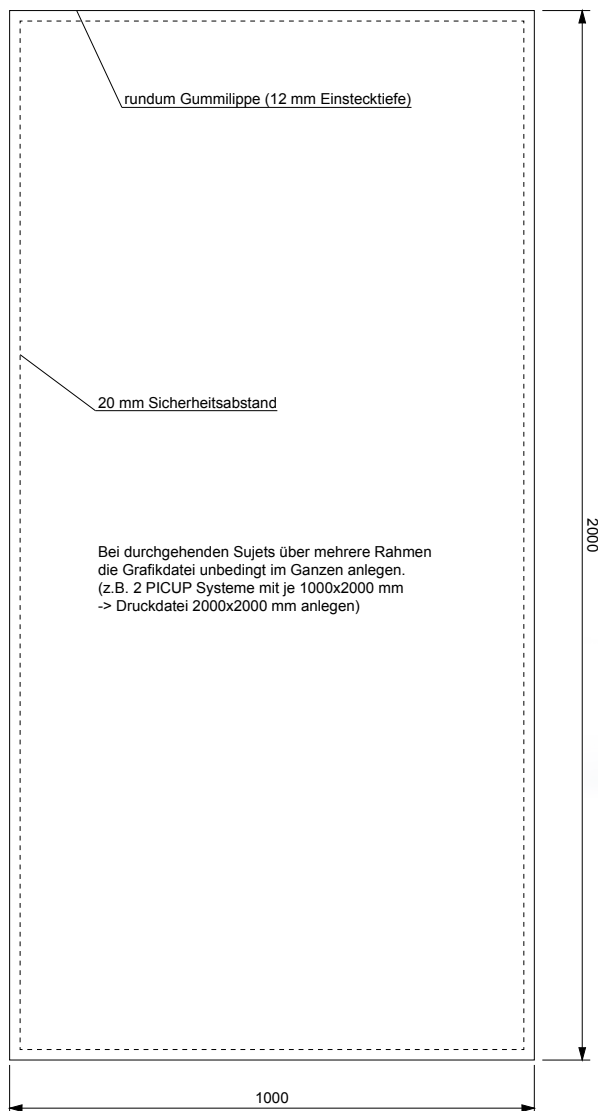 rundum Gummilippe (12 mm Einstecktiefe)
20 mm Sicherheitsabstand
2000
Bei durchgehenden Sujets über mehrere Rahmen
die Grafikdatei unbedingt im Ganzen anlegen.
(z.B. 2 PICUP Systeme mit je 1000x2000 mm
-> Druckdatei 2000x2000 mm anlegen)
1000